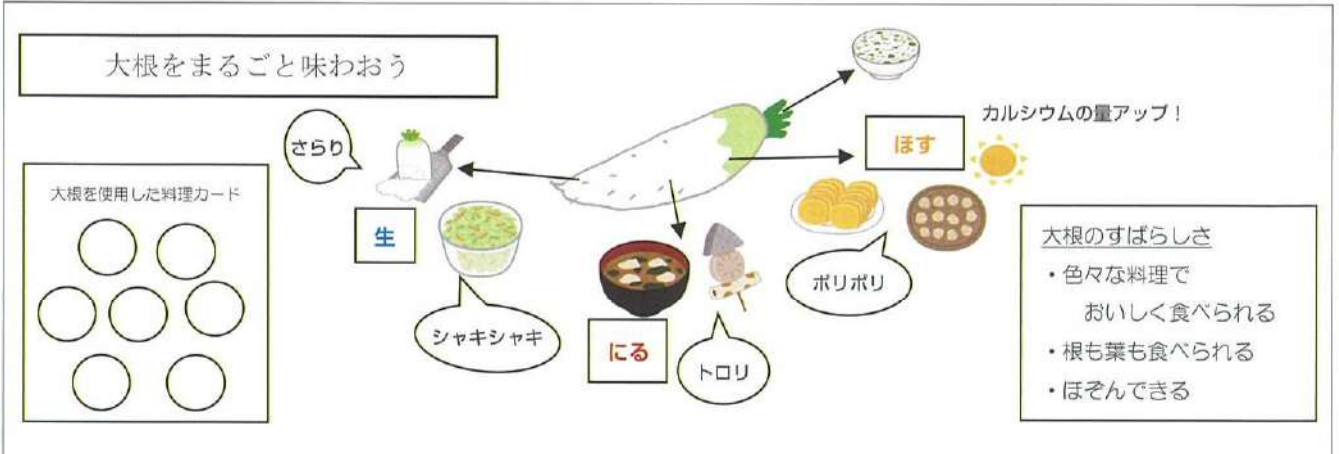 大根をまるごと味わおう
カルシウムの量アップ!
さらり
ほす
大根を使用した料理カード
生
シャキシャキ
にる
トロリ
ポリポリ
大根のすばらしさ
・色々な料理で
おいしく食べられる
・根も葉も食べられる
・ほぞんできる